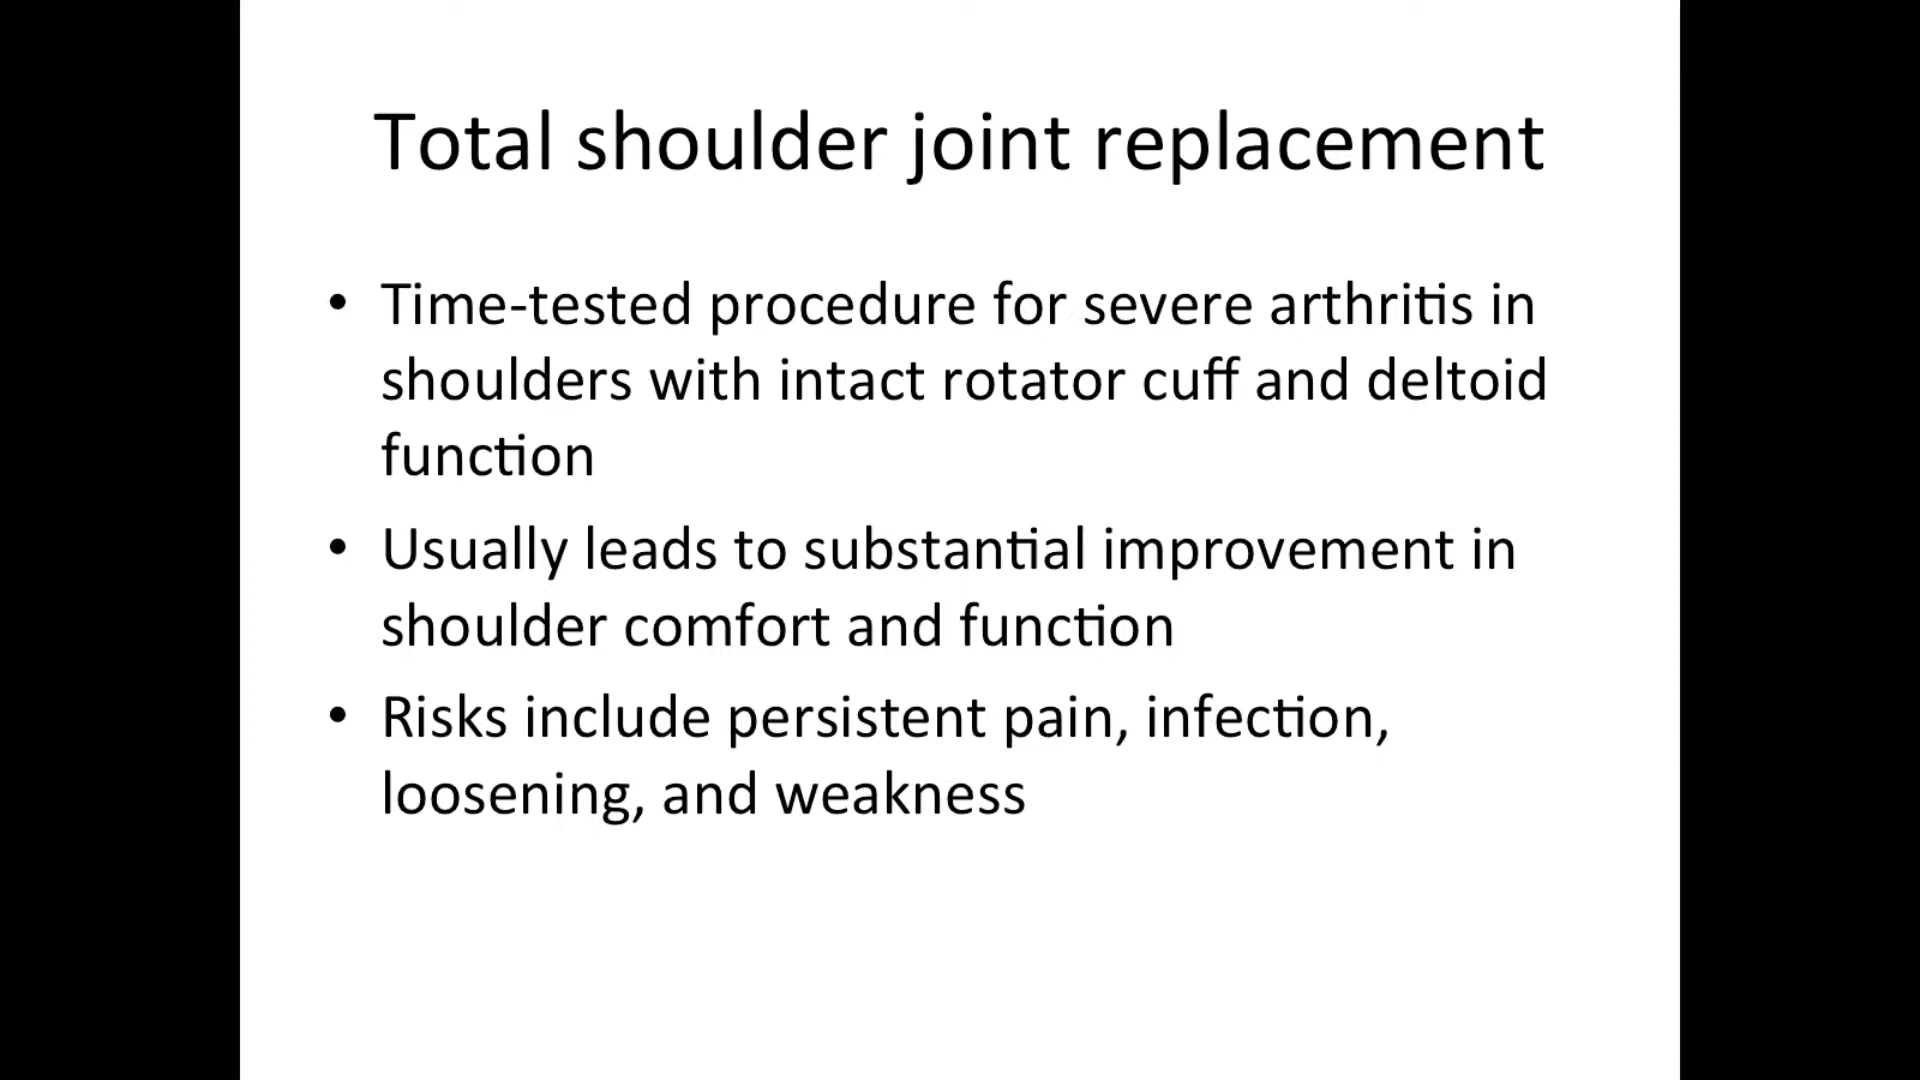 Total shoulder joint replacement
• Time-tested procedure for severe arthritis in
shoulders with intact rotator cuff and deltoid
function
• Usually leads to substantial improvement in
shoulder comfort and function
• Risks include persistent pain, infection,
loosening, and weakness